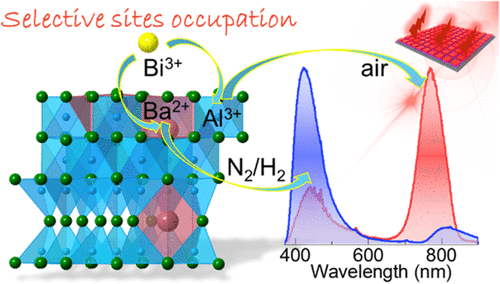 Selective sites occupation
Bi3+
air
Ba2+
Al3+
N2/H2
400 600 800
Wavelength (nm)